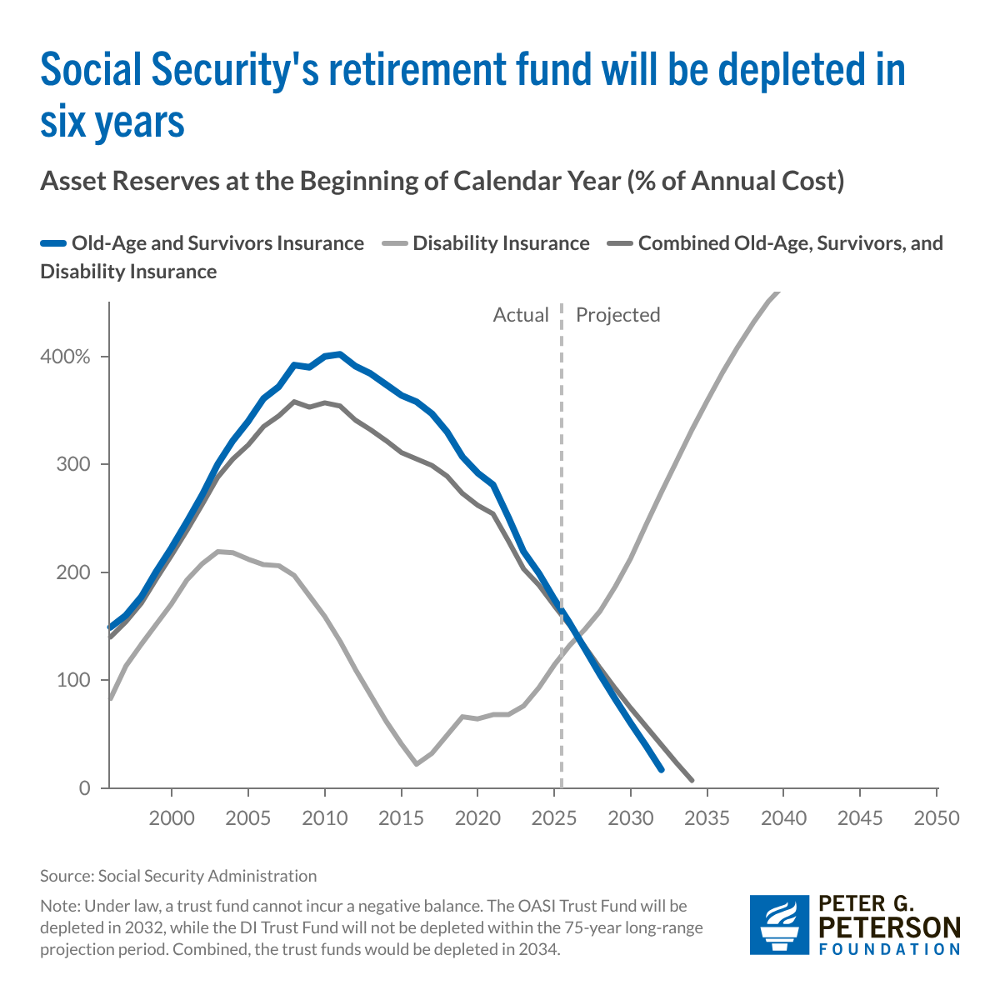 Social Security's retirement fund will be depleted in
six years
Asset Reserves at the Beginning of Calendar Year (% of Annual Cost)
Old-Age and Survivors Insurance Disability Insurance Combined Old-Age, Survivors, and
Disability Insurance
Actual Projected
400%
300
200
100
0
2000 2005 2010 2015 2020 2025 2030 2035 2040 2045 2050
Source: Social Security Administration
Note: Under law, a trust fund cannot incur a negative balance. The OASI Trust Fund will be
depleted in 2032, while the DI Trust Fund will not be depleted within the 75-year long-range
projection period. Combined, the trust funds would be depleted in 2034.
PETER G.
PETERSON
FOUNDATION